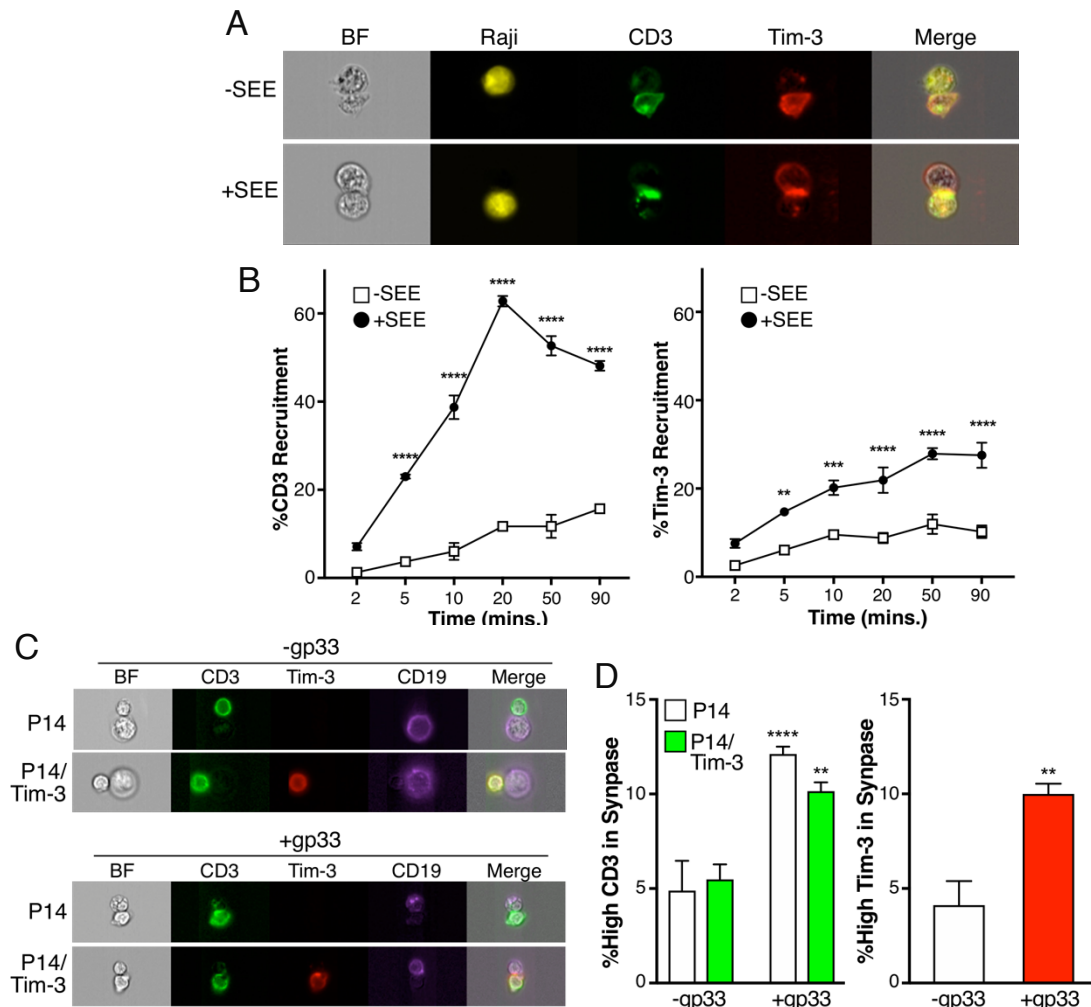 A
BF Raji CD3 Tim-3 Merge
-SEE
+SEE
B
-SEE
+SEE
%CD3 Recruitment
60
40
20
0
**** **** **** **** ****
2 5 10 20 50 90
Time (mins.)
-SEE
+SEE
%Tim-3 Recruitment
60
40
20
0
** *** **** **** ****
2 5 10 20 50 90
Time (mins.)
C
-gp33
BF CD3 Tim-3 CD19 Merge
P14
P14/
Tim-3
+gp33
BF CD3 Tim-3 CD19 Merge
P14
P14/
Tim-3
D
P14
P14/
Tim-3
%High CD3 in Synpase
15
10
5
0
**** **
-gp33 +gp33
%High Tim-3 in Synpase
15
10
5
0
**
-gp33 +gp33